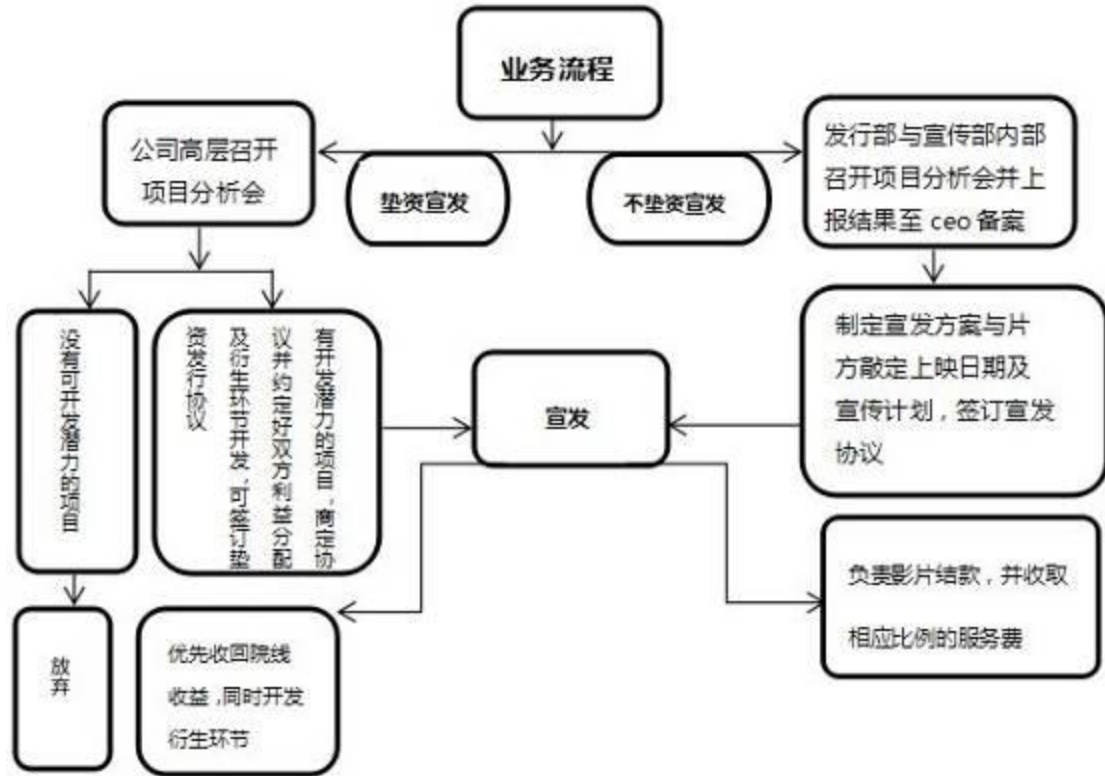 业务流程
公司高层召开
项目分析会
垫资宣发
不垫资宣发
发行部与宣传部内部
召开项目分析会并上
报结果至 ceo 备案
没有可开发潜力的项目
有开发潜力的项目，商定协
议并约定好双方利益分配
及衍生环节开发，可签订垫
资发行协议
宣发
制定宣发方案与片
方敲定上映日期及
宣传计划，签订宣发
协议
放弃
优先收回院线
收益，同时开发
衍生环节
负责影片结款，并收取
相应比例的服务费